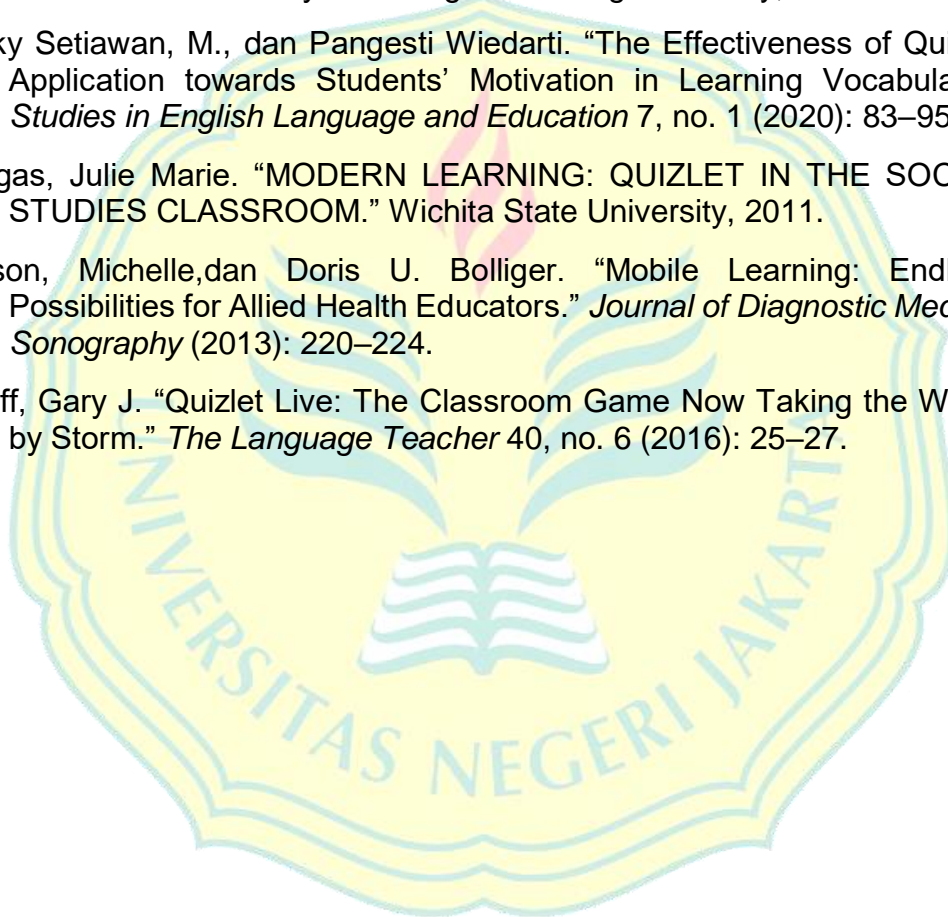 ky Setiawan, M., dan Pangesti Wiedarti. “The Effectiveness of Qui
Application towards Students’ Motivation in Learning Vocabula
Studies in English Language and Education 7, no. 1 (2020): 83–95
gas, Julie Marie. “MODERN LEARNING: QUIZLET IN THE SOC
STUDIES CLASSROOM.” Wichita State University, 2011.
son, Michelle,dan Doris U. Bolliger. “Mobile Learning: Endl
Possibilities for Allied Health Educators.” Journal of Diagnostic Med
Sonography (2013): 220–224.
ff, Gary J. “Quizlet Live: The Classroom Game Now Taking the W
by Storm.” The Language Teacher 40, no. 6 (2016): 25–27.
UNIVERSITAS NEGERI JAKARTA